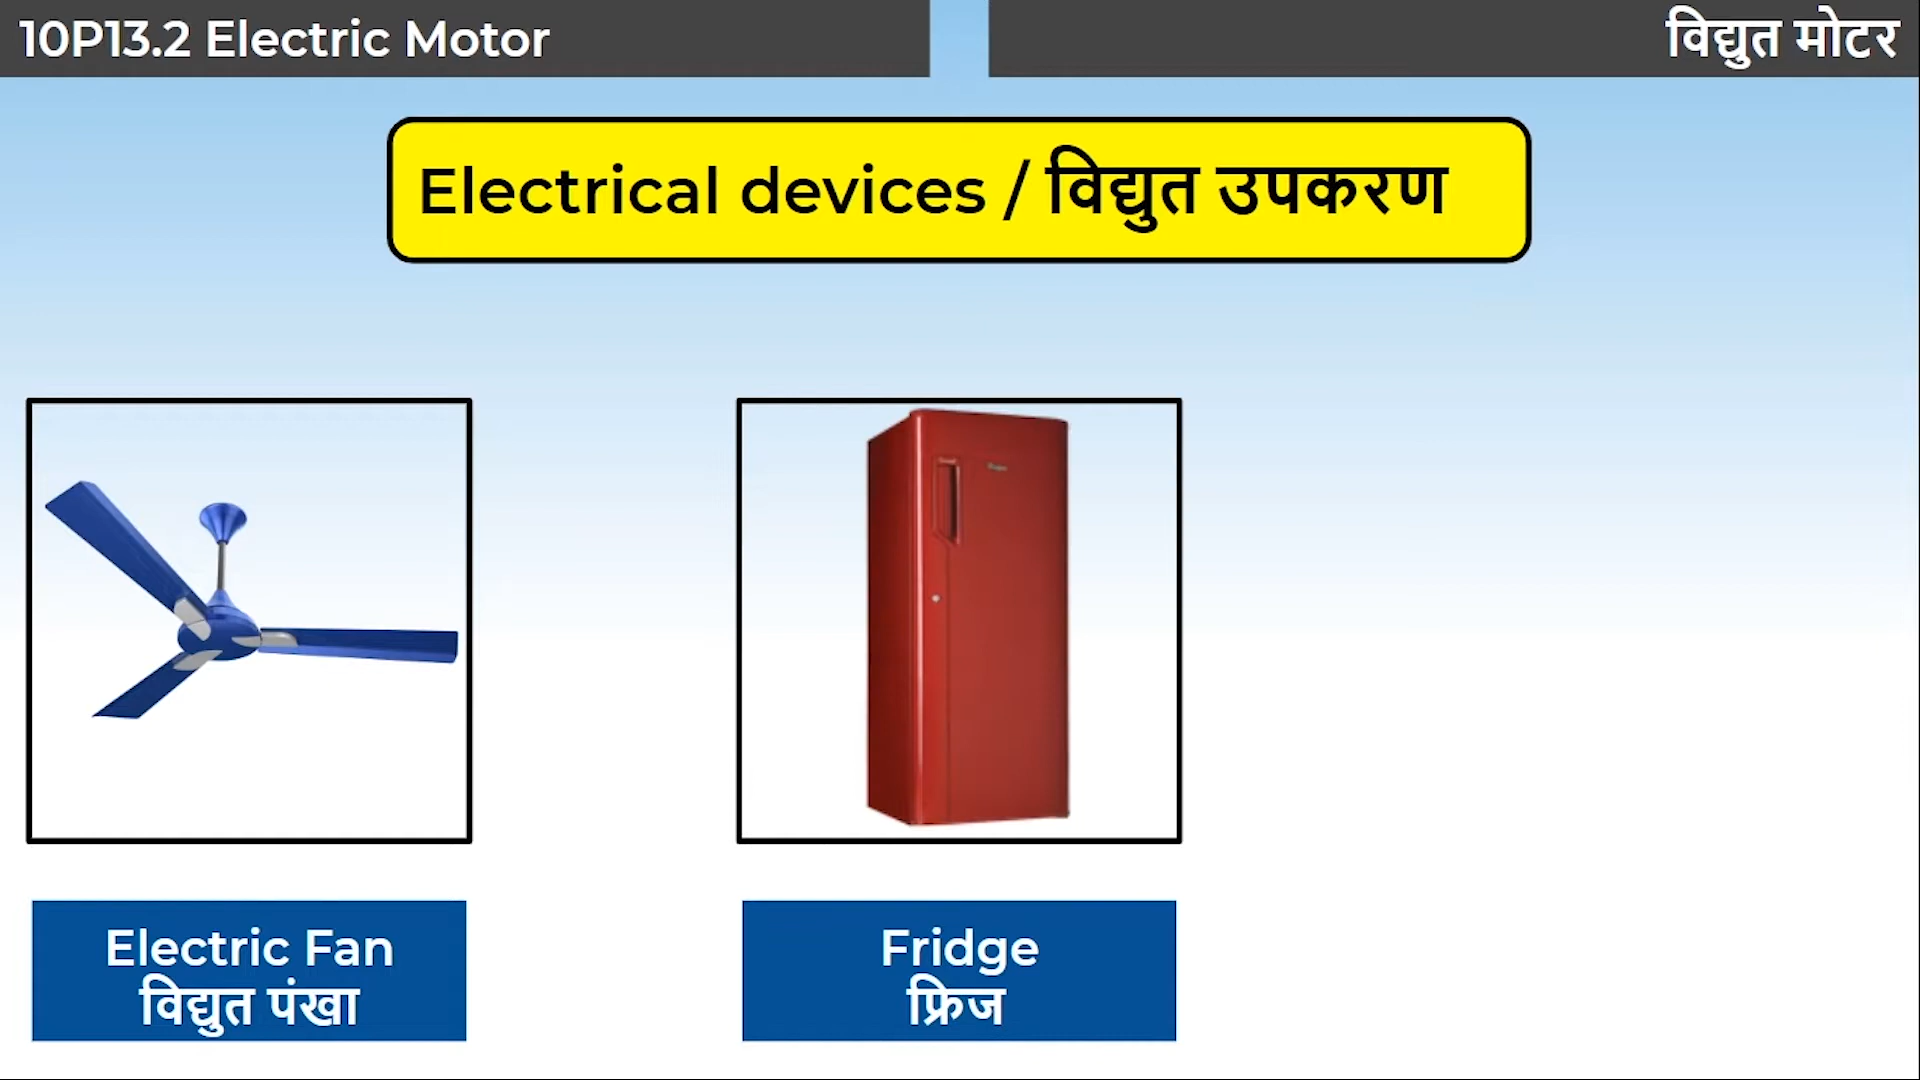 10P13.2 Electric Motor
विद्युत मोटर
Electrical devices / विद्युत उपकरण
Electric Fan
विद्युत पंखा
Fridge
फ्रिज